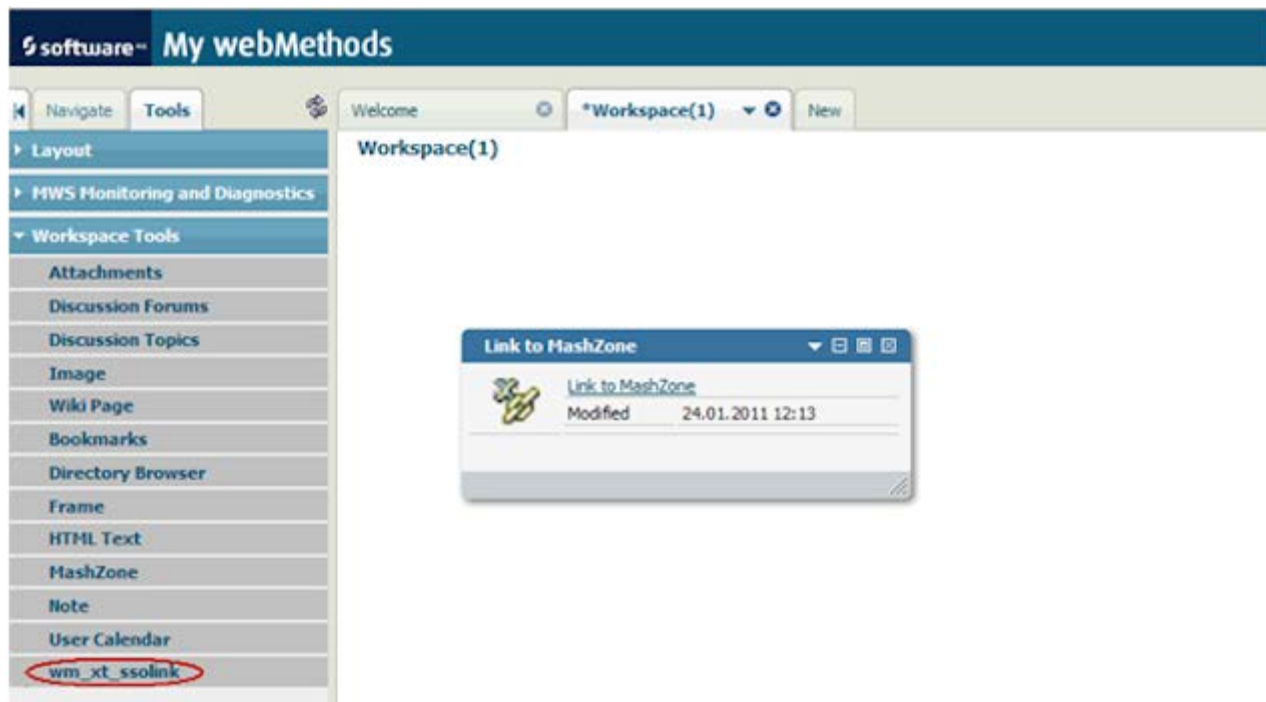 software AG My webMethods
Navigate Tools Welcome *Workspace(1) New
Layout
MWS Monitoring and Diagnostics
Workspace Tools
Attachments
Discussion Forums
Discussion Topics
Image
Wiki Page
Bookmarks
Directory Browser
Frame
HTML Text
MashZone
Note
User Calendar
wm_xt_ssolink
Workspace(1)
Link to MashZone
Link to MashZone
Modified 24.01.2011 12:13